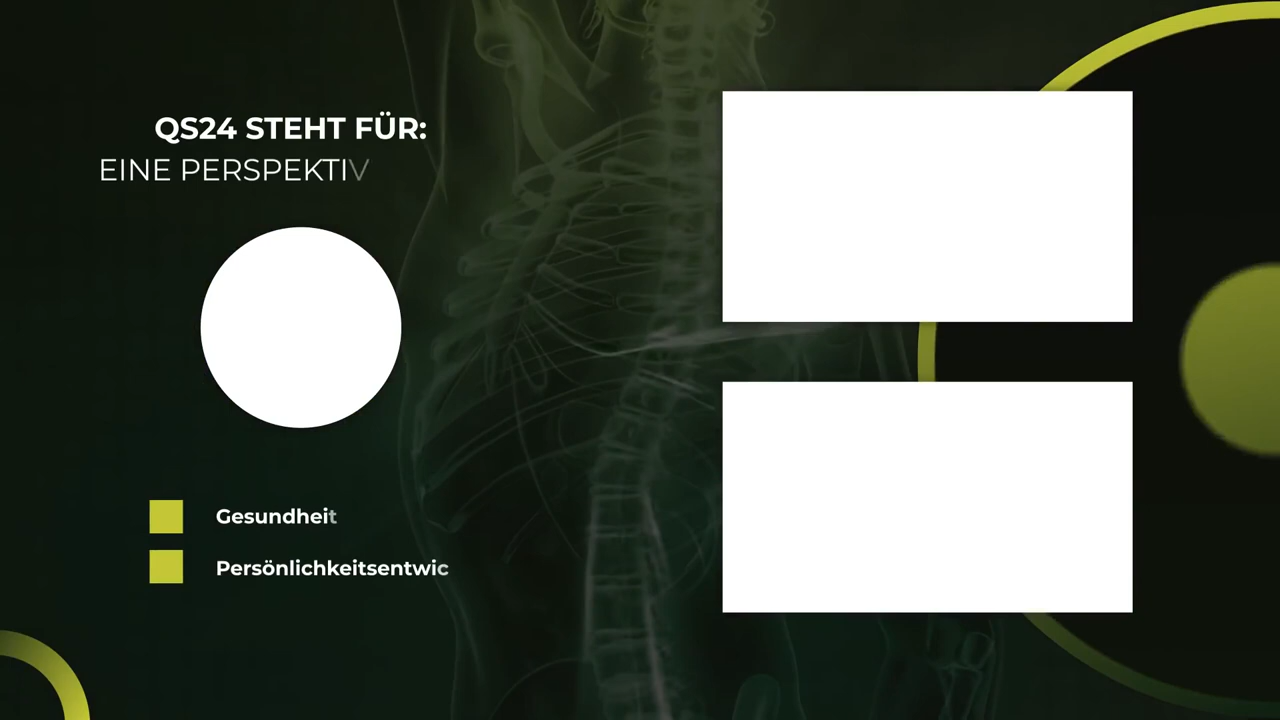 QS24 STEHT FÜR:
EINE PERSPEKTIV
Gesundheit
Persönlichkeitsentwic